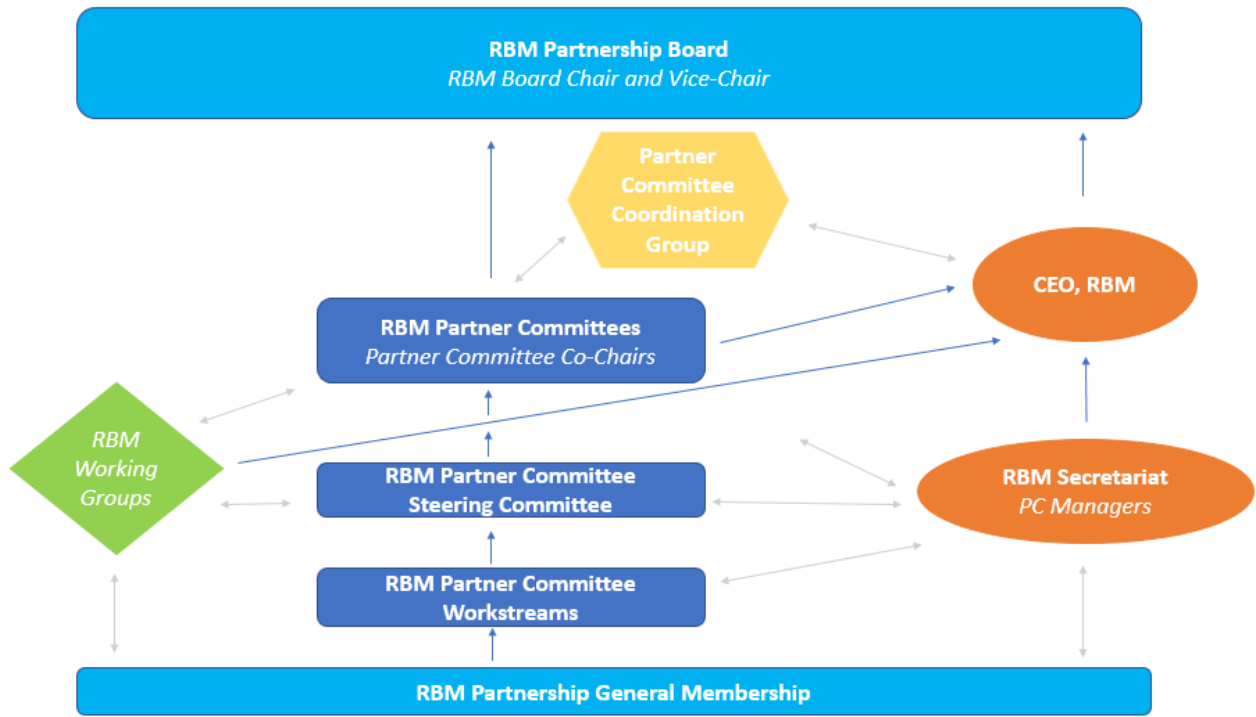 RBM Partnership Board
RBM Board Chair and Vice-Chair
Partner
Committee
Coordination
Group
CEO, RBM
RBM Partner Committees
Partner Committee Co-Chairs
RBM
Working
Groups
RBM Partner Committee
Steering Committee
RBM Secretariat
PC Managers
RBM Partner Committee
Workstreams
RBM Partnership General Membership